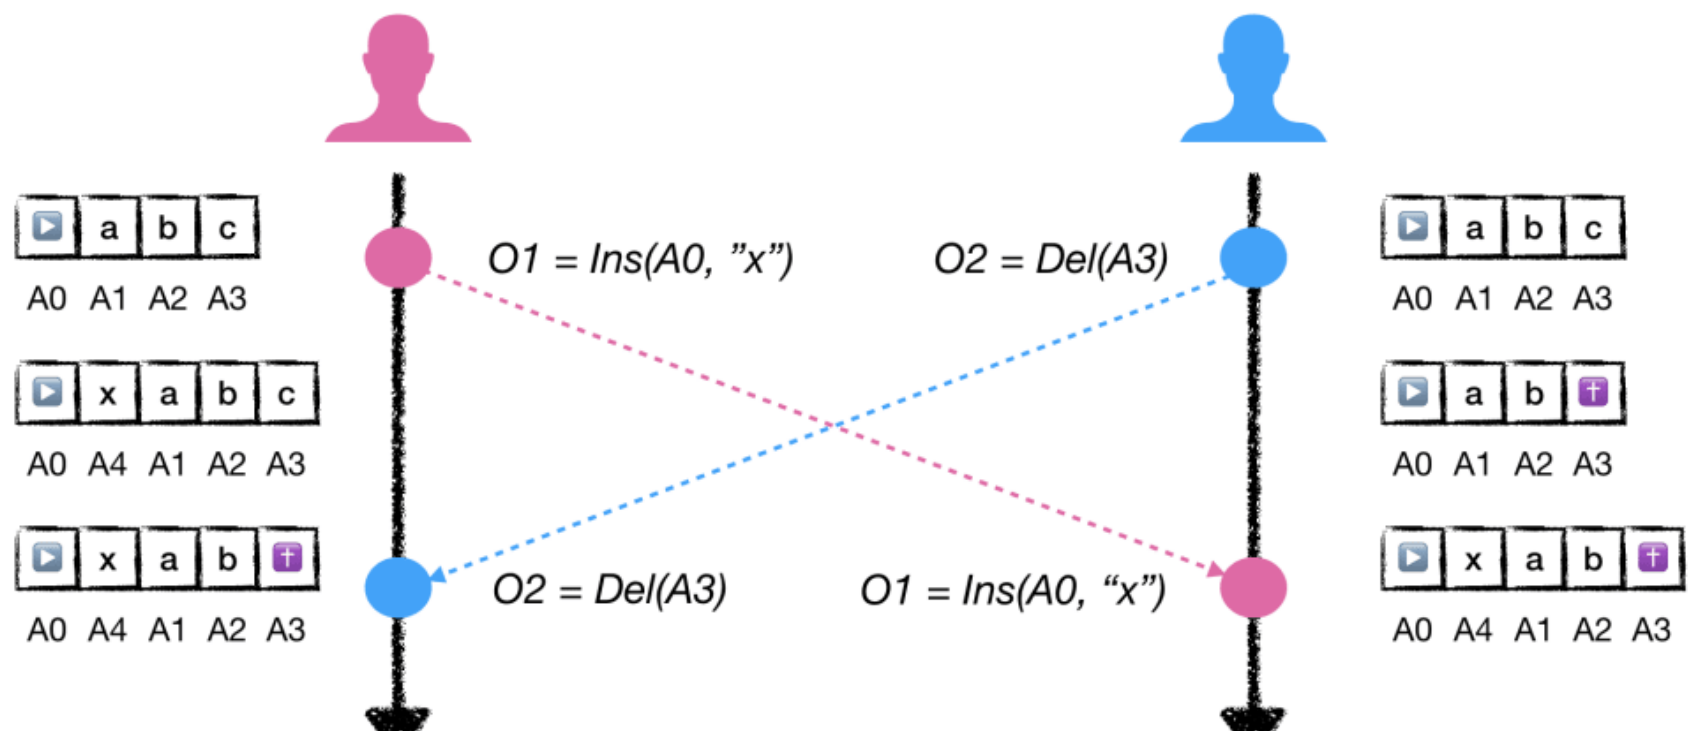 a b c
A0 A1 A2 A3
O1 = Ins(A0, ”x”)
O2 = Del(A3)
a b c
A0 A1 A2 A3
x a b c
A0 A4 A1 A2 A3
a b ✝
A0 A1 A2 A3
x a b ✝
A0 A4 A1 A2 A3
O2 = Del(A3)
O1 = Ins(A0, “x”)
x a b ✝
A0 A4 A1 A2 A3